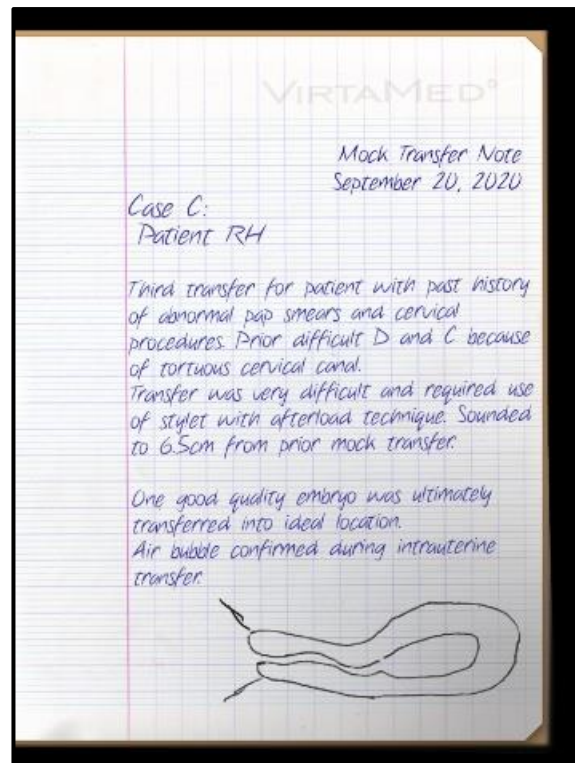 VIRTAMED®
Mock Transfer Note
September 20, 2020
Case C:
Patient RH
Third transfer for patient with past history
of abnormal pap smears and cervical
procedures. Prior difficult D and C because
of tortuous cervical canal.
Transfer was very difficult and required use
of stylet with afterload technique. Sounded
to 6.5cm from prior mock transfer.
One good quality embryo was ultimately
transferred into ideal location.
Air bubble confirmed during intrauterine
transfer.